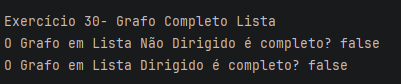 Exercício 30- Grafo Completo Lista
O Grafo em Lista Não Dirigido é completo? false
O Grafo em Lista Dirigido é completo? false